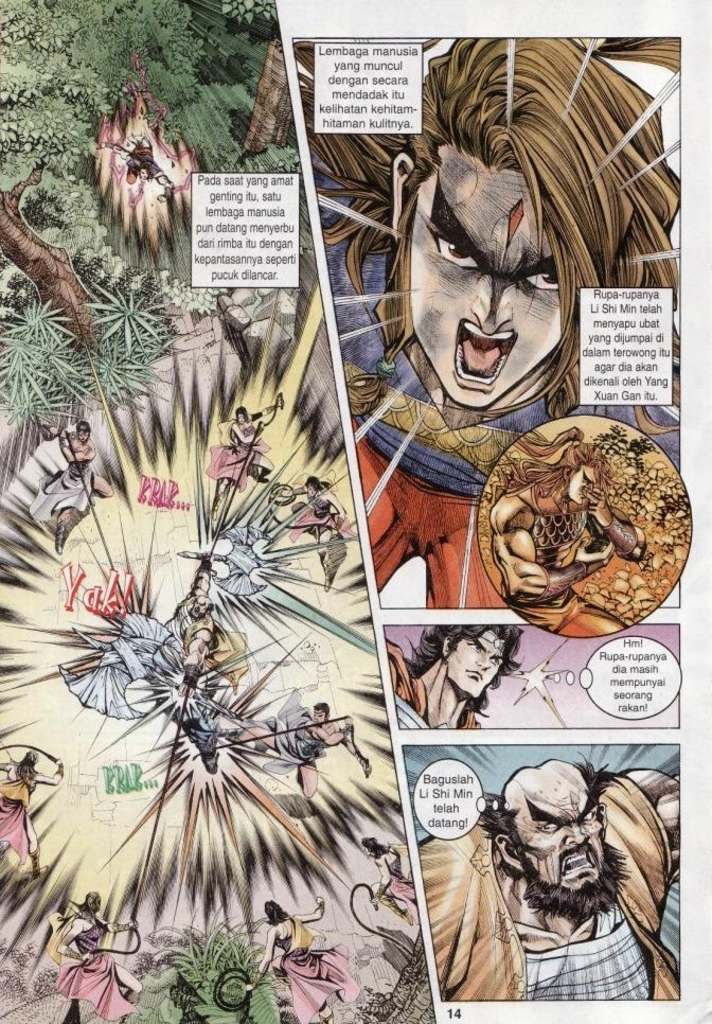 Pada saat yang amat
genting itu, satu
lembaga manusia
pun datang menyerbu
dari rimba itu dengan
kepantasannya seperti
pucuk dilancar.
PRAK...
Yah!
PRAK...
Lembaga manusia
yang muncul
dengan secara
mendadak itu
kelihatan kehitam-
hitaman kulitnya.
Rupa-rupanya
Li Shi Min telah
menyapu ubat
yang dijumpai di
dalam terowong itu
agar dia akan
dikenali oleh Yang
Xuan Gan itu.
Hm!
Rupa-rupanya
dia masih
mempunyai
seorang
rakan!
Baguslah
Li Shi Min
telah
datang!
14